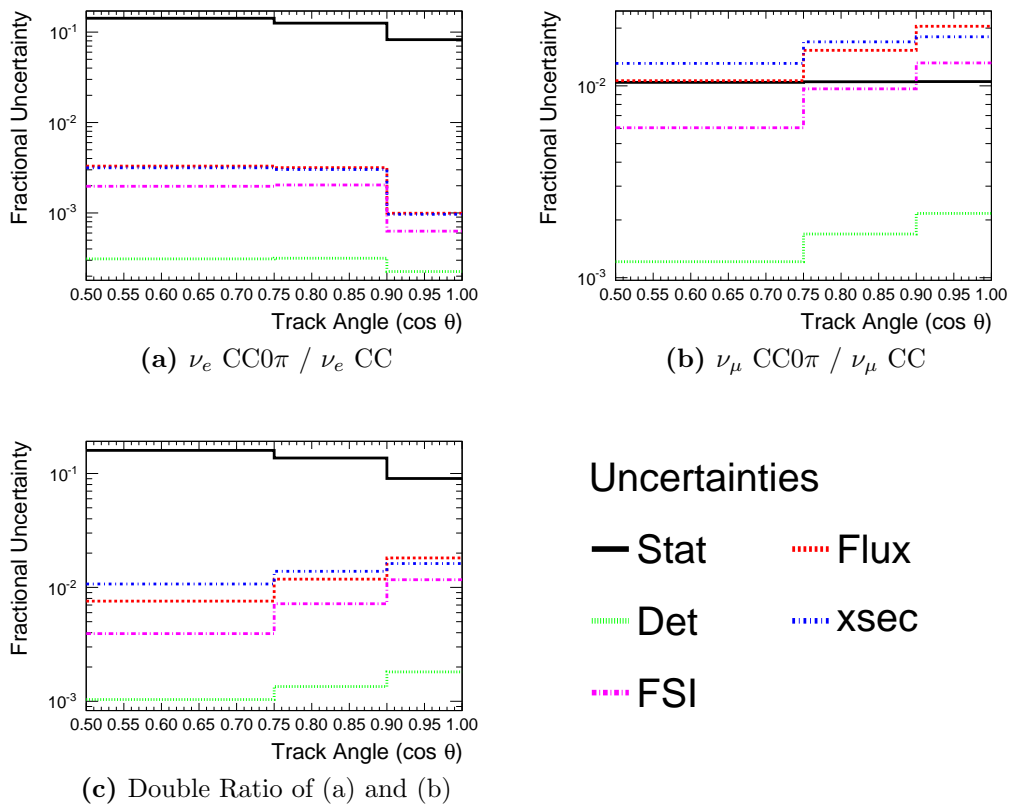 Fractional Uncertainty
10^-1
10^-2
10^-3
0.50 0.55 0.60 0.65 0.70 0.75 0.80 0.85 0.90 0.95 1.00
Track Angle (cos θ)
(a) ν_e CC0π / ν_e CC
Fractional Uncertainty
10^-2
10^-3
0.50 0.55 0.60 0.65 0.70 0.75 0.80 0.85 0.90 0.95 1.00
Track Angle (cos θ)
(b) ν_μ CC0π / ν_μ CC
Fractional Uncertainty
10^-1
10^-2
10^-3
0.50 0.55 0.60 0.65 0.70 0.75 0.80 0.85 0.90 0.95 1.00
Track Angle (cos θ)
(c) Double Ratio of (a) and (b)
Uncertainties
Stat Flux
Det xsec
FSI